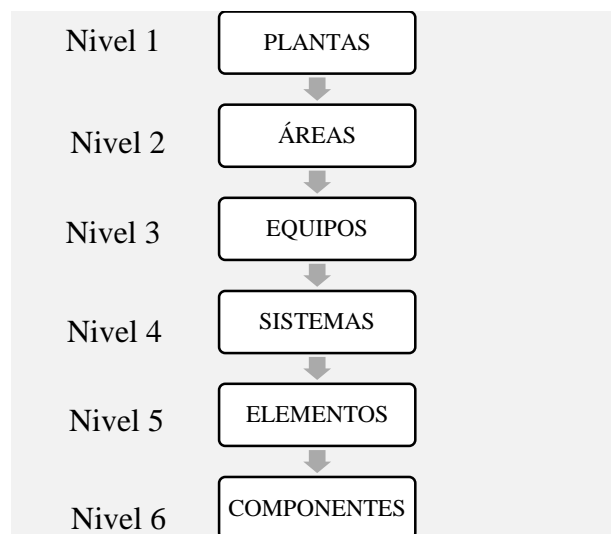 Nivel 1 PLANTAS
Nivel 2 ÁREAS
Nivel 3 EQUIPOS
Nivel 4 SISTEMAS
Nivel 5 ELEMENTOS
Nivel 6 COMPONENTES